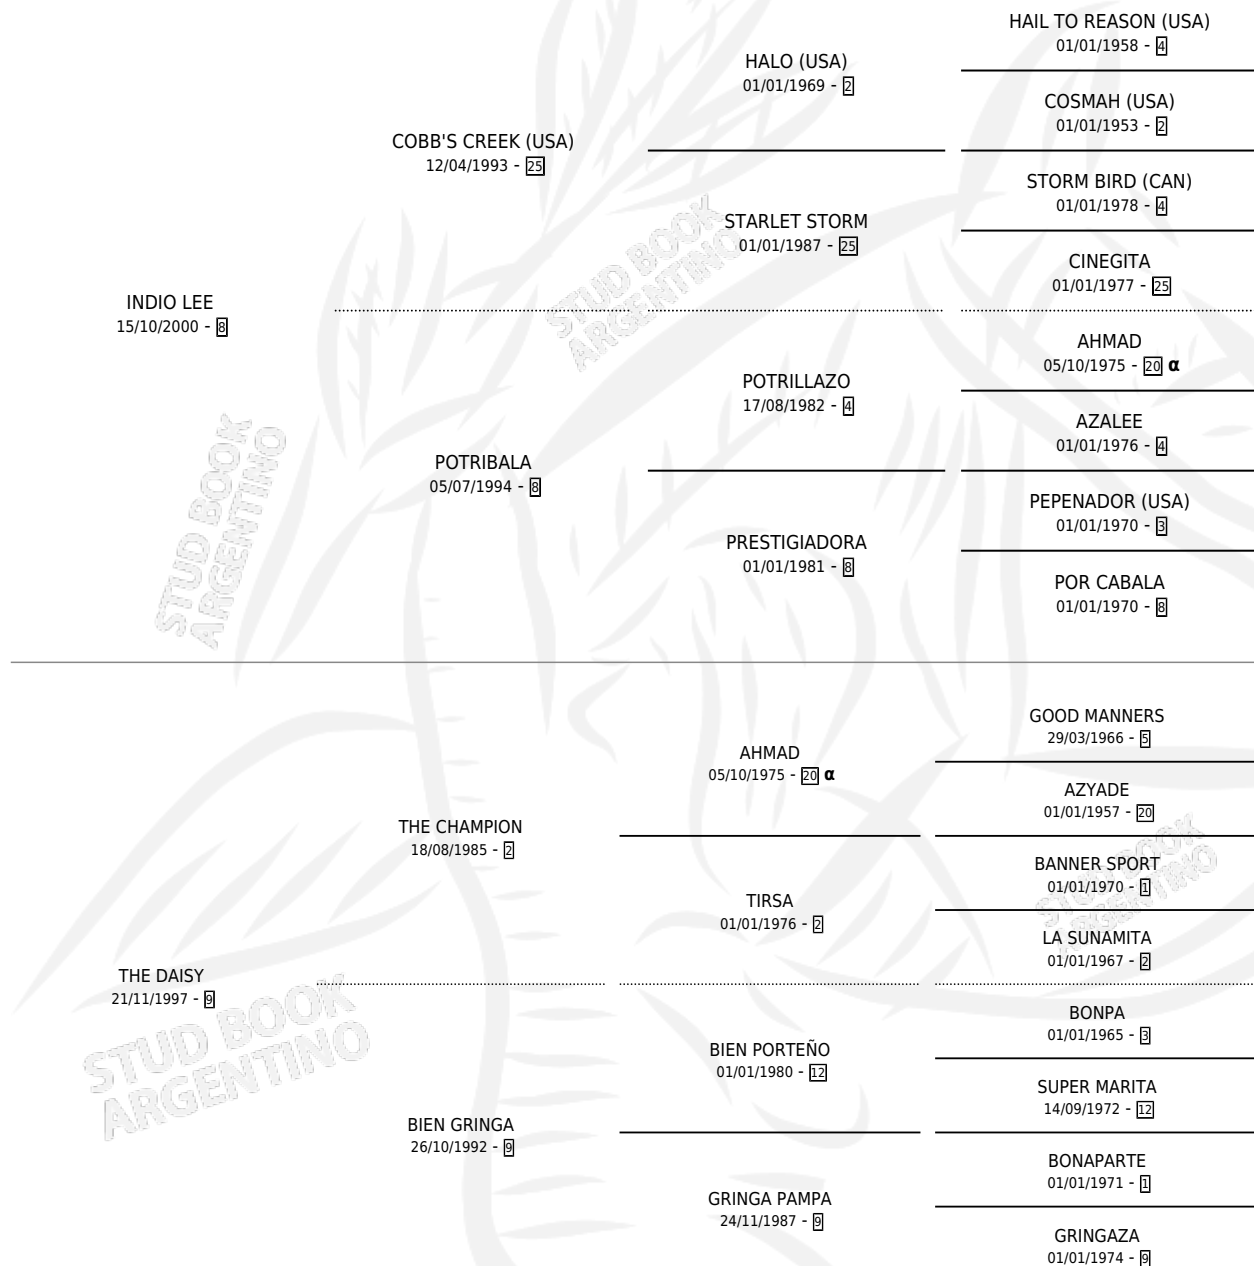 HAIL TO REASON (USA)
01/01/1958 - 4
HALO (USA)
01/01/1969 - 2
COSMAH (USA)
01/01/1953 - 2
COBB'S CREEK (USA)
12/04/1993 - 25
STORM BIRD (CAN)
01/01/1978 - 4
STARLET STORM
01/01/1987 - 25
CINEGITA
01/01/1977 - 25
INDIO LEE
15/10/2000 - 8
AHMAD
05/10/1975 - 20 α
POTRILLAZO
17/08/1982 - 4
AZALEE
01/01/1976 - 4
POTRIBALA
05/07/1994 - 8
PEPENADOR (USA)
01/01/1970 - 3
PRESTIGIADORA
01/01/1981 - 8
POR CABALA
01/01/1970 - 8
GOOD MANNERS
29/03/1966 - 5
AHMAD
05/10/1975 - 20 α
AZYADE
01/01/1957 - 20
THE CHAMPION
18/08/1985 - 2
BANNER SPORT
01/01/1970 - 1
TIRSA
01/01/1976 - 2
LA SUNAMITA
01/01/1967 - 2
THE DAISY
21/11/1997 - 9
BONPA
01/01/1965 - 3
BIEN PORTEÑO
01/01/1980 - 12
SUPER MARITA
14/09/1972 - 12
BIEN GRINGA
26/10/1992 - 9
BONAPARTE
01/01/1971 - 1
GRINGA PAMPA
24/11/1987 - 9
GRINGAZA
01/01/1974 - 9
STUD BOOK
ARGENTINO
STUD BOOK
ARGENTINO
STUD BOOK
ARGENTINO
STUD BOOK
ARGENTINO